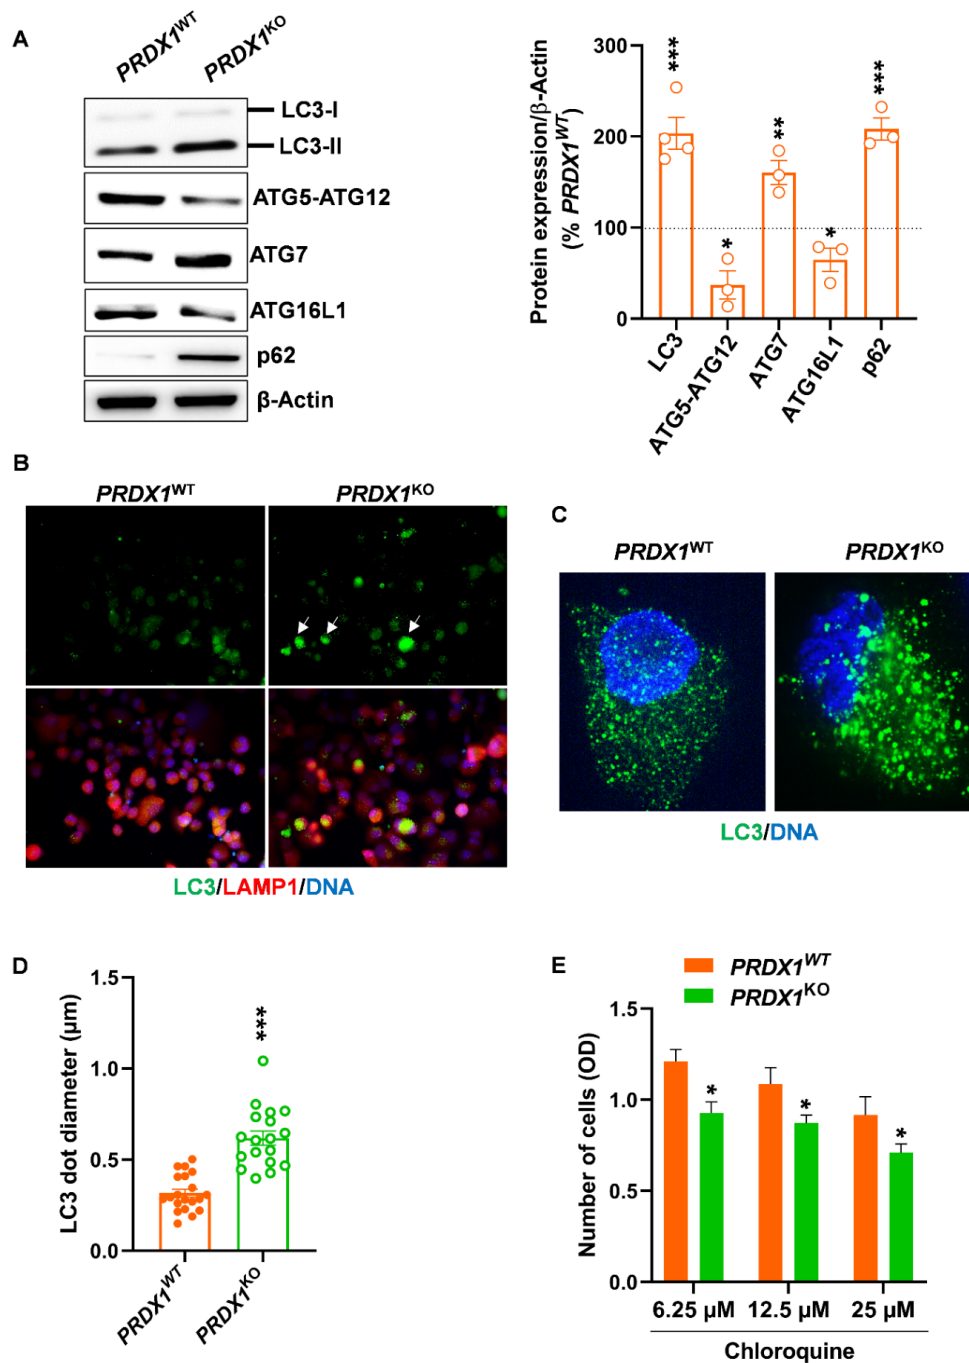 A
PRDX1WT
PRDX1KO
LC3-I
LC3-II
ATG5-ATG12
ATG7
ATG16L1
p62
β-Actin
Protein expression/β-Actin
(% PRDX1WT)
300
200
100
0
***
*
**
*
***
LC3
ATG5-ATG12
ATG7
ATG16L1
p62
B
PRDX1WT
PRDX1KO
LC3/LAMP1/DNA
C
PRDX1WT
PRDX1KO
LC3/DNA
D
LC3 dot diameter (µm)
1.5
1.0
0.5
0.0
***
PRDX1WT
PRDX1KO
E
PRDX1WT
PRDX1KO
Number of cells (OD)
1.5
1.0
0.5
0.0
*
*
*
6.25 µM
12.5 µM
25 µM
Chloroquine